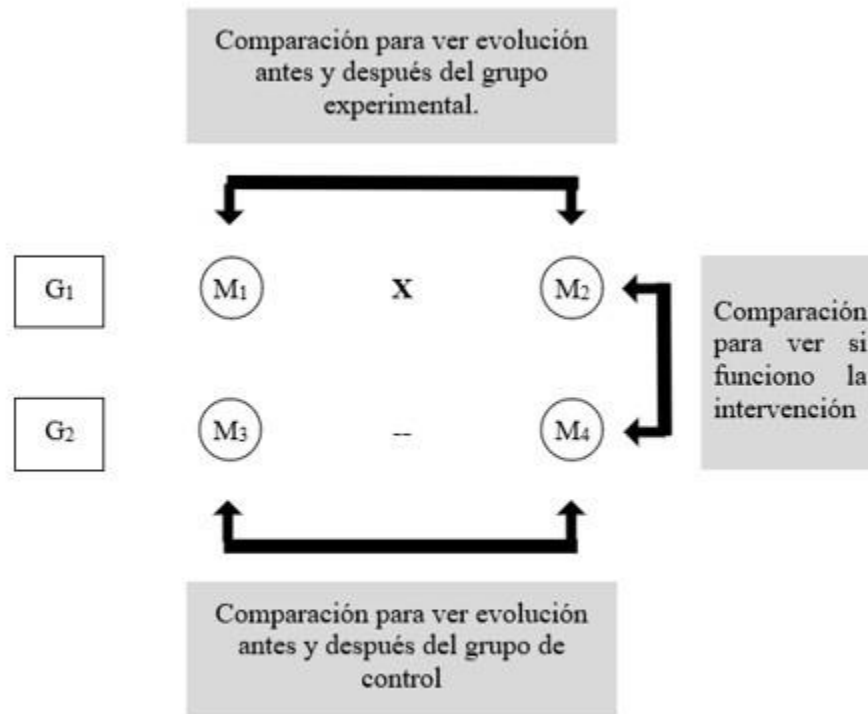 Comparación para ver evolución
antes y después del grupo
experimental.
G1 M1 X M2
Comparación
para ver si
funciono la
intervención
G2 M3 -- M4
Comparación para ver evolución
antes y después del grupo de
control